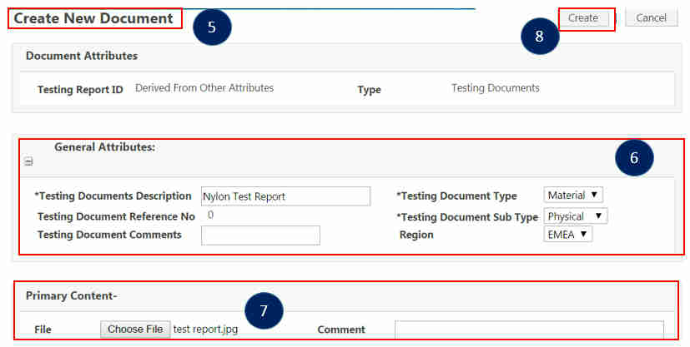 Create New Document 5 8 Create Cancel
Document Attributes
Testing Report ID Derived From Other Attributes Type Testing Documents
General Attributes: 6
*Testing Documents Description Nylon Test Report *Testing Document Type Material
Testing Document Reference No 0 *Testing Document Sub Type Physical
Testing Document Comments Region EMEA
Primary Content- 7
File Choose File test report.jpg Comment